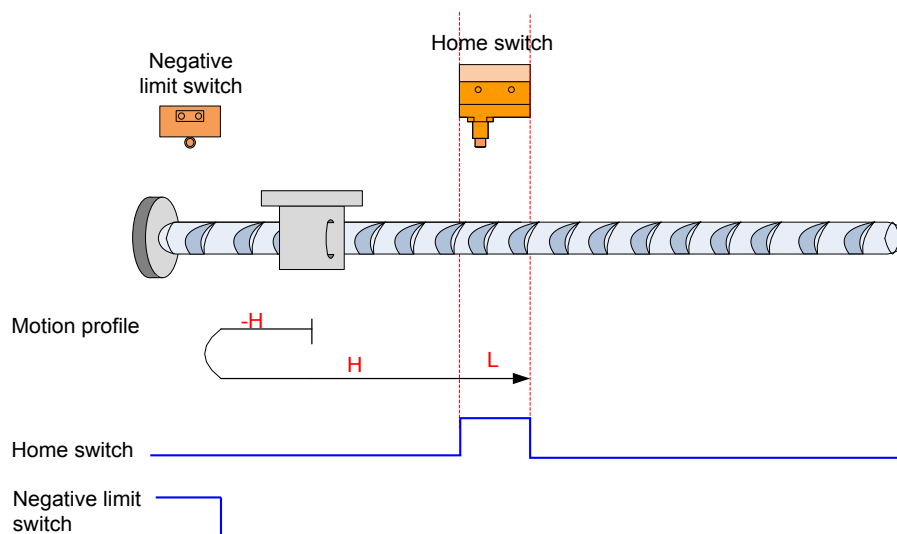 Home switch
Negative
limit switch
Motion profile
-H
H
L
Home switch
Negative limit
switch